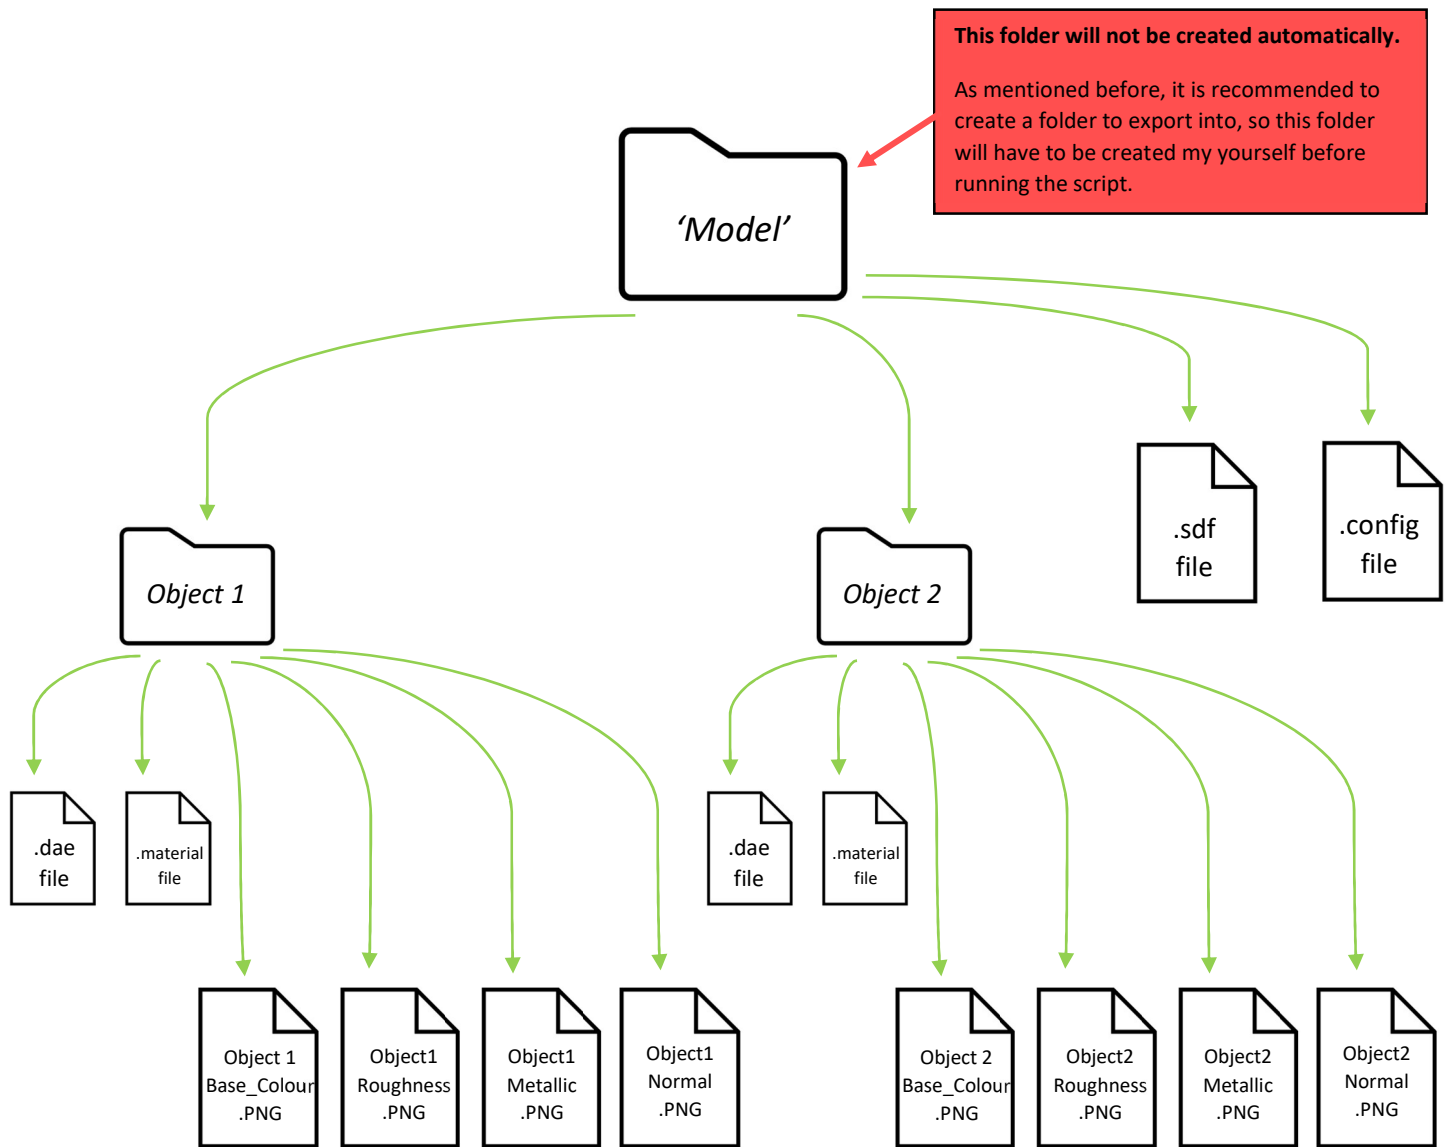 This folder will not be created automatically.
As mentioned before, it is recommended to
create a folder to export into, so this folder
will have to be created my yourself before
running the script.
‘Model’
.sdf
file
.config
file
Object 1
Object 2
.dae
file
.material
file
.dae
file
.material
file
Object 1
Base_Colour
.PNG
Object1
Roughness
.PNG
Object1
Metallic
.PNG
Object1
Normal
.PNG
Object 2
Base_Colour
.PNG
Object2
Roughness
.PNG
Object2
Metallic
.PNG
Object2
Normal
.PNG